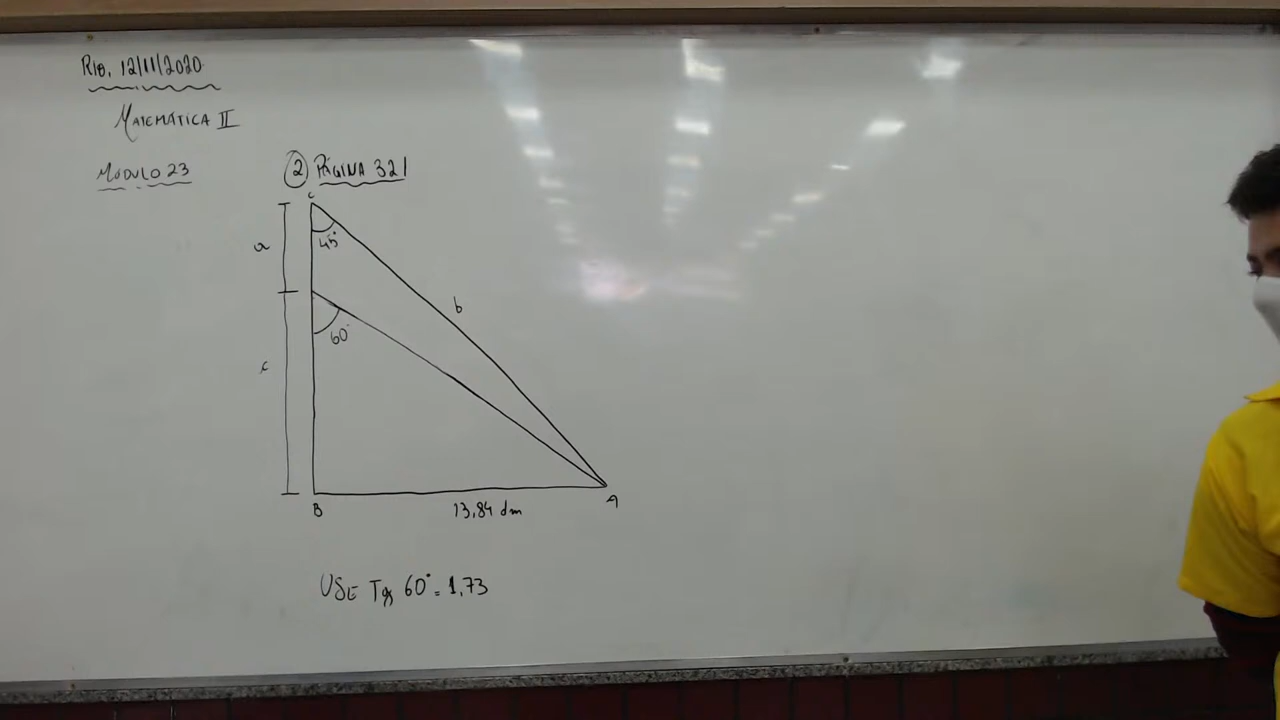 RIB, 12/11/2020
MATEMÁTICA II
MÓDULO 23
2 PÁGINA 321
C
45°
a
b
60°
c
B
13,84 dm
A
USE Tg 60° = 1,73